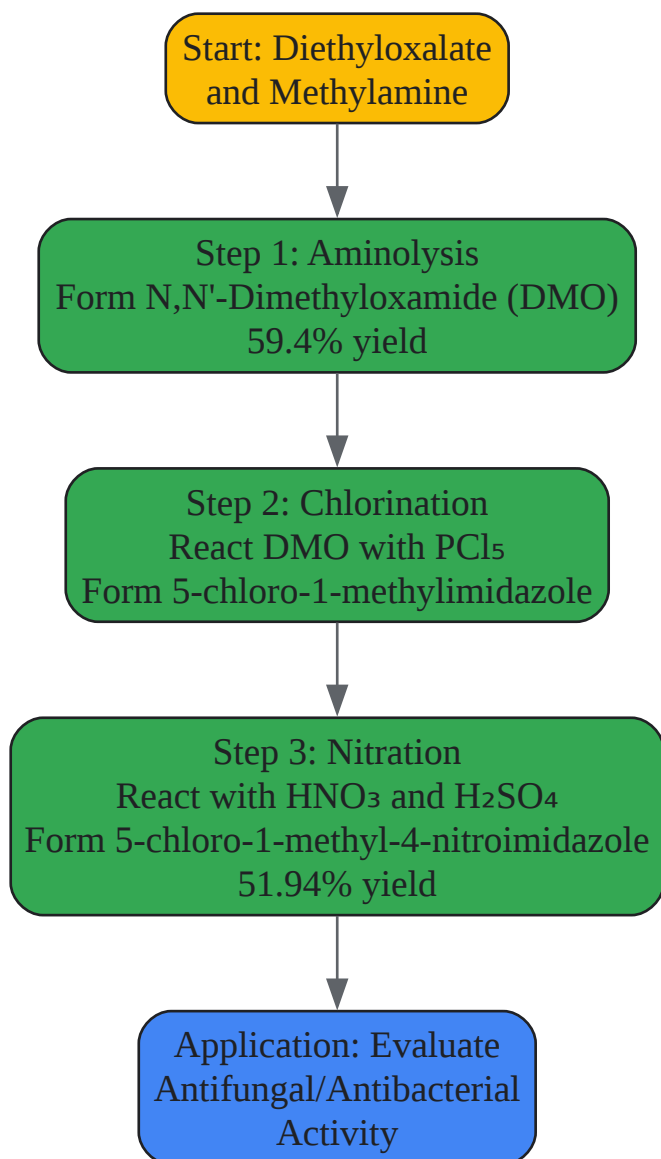 Start: Diethyloxalate
and Methylamine
Step 1: Aminolysis
Form N,N'-Dimethyloxamide (DMO)
59.4% yield
Step 2: Chlorination
React DMO with PCl₅
Form 5-chloro-1-methylimidazole
Step 3: Nitration
React with HNO₃ and H₂SO₄
Form 5-chloro-1-methyl-4-nitroimidazole
51.94% yield
Application: Evaluate
Antifungal/Antibacterial
Activity